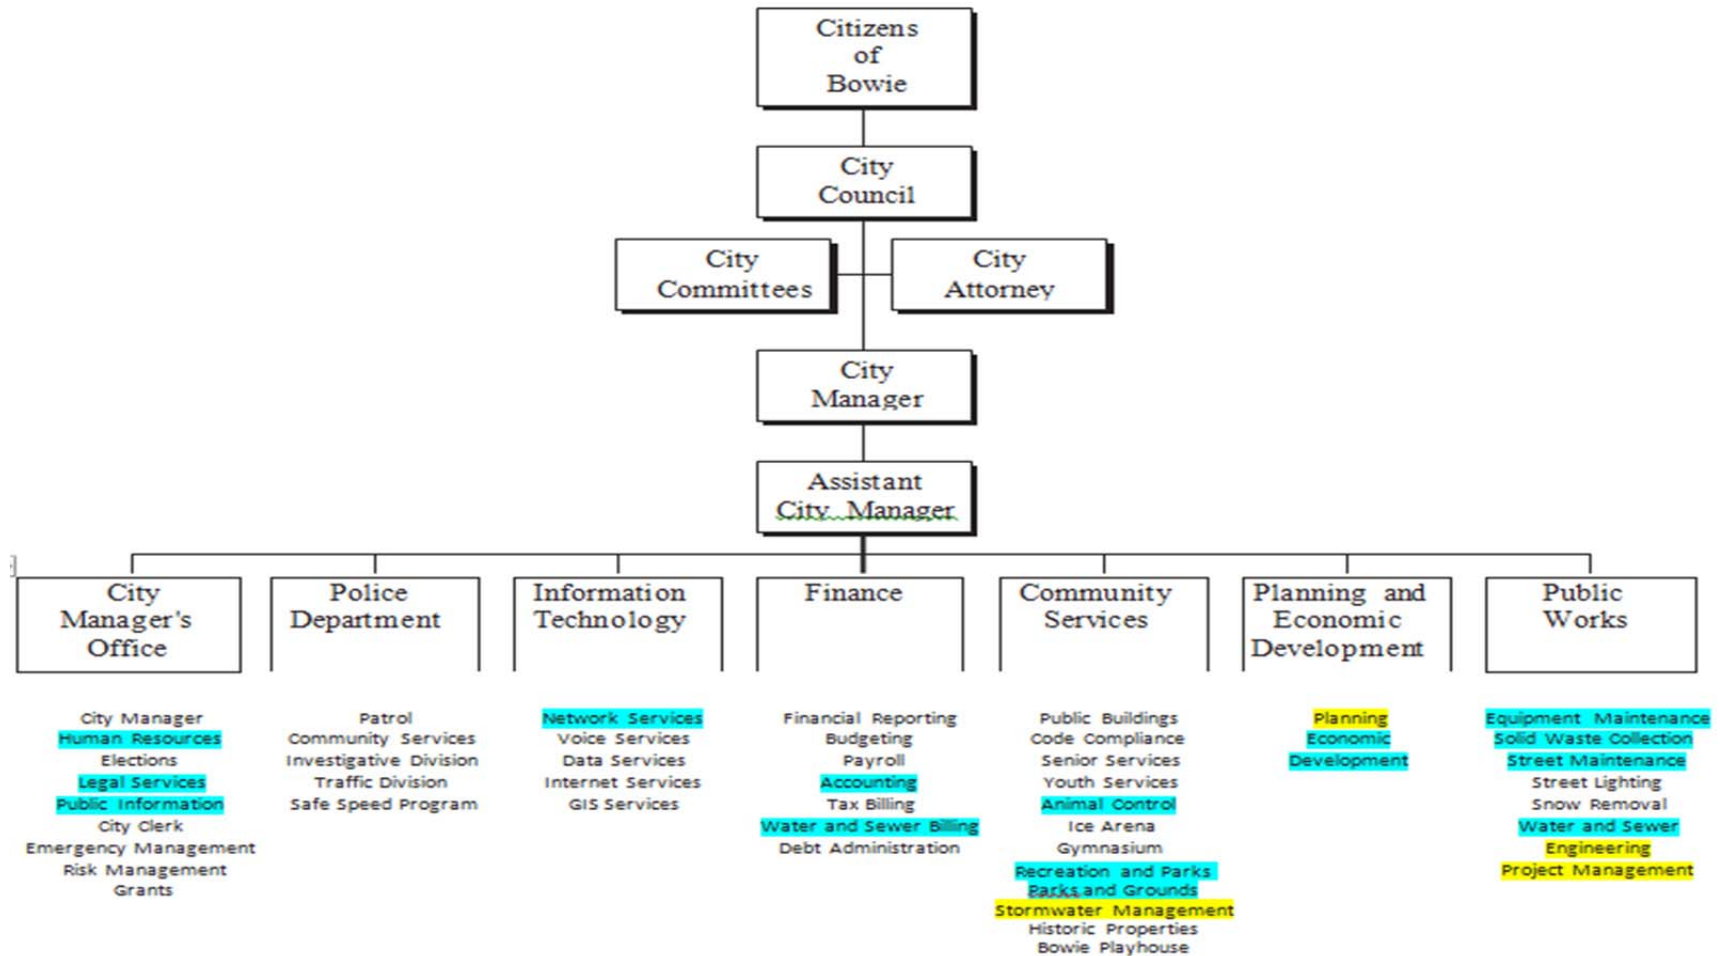 Citizens
of
Bowie
City
Council
City
Committees
City
Attorney
City
Manager
Assistant
City Manager
City
Manager's
Office
Police
Department
Information
Technology
Finance
Community
Services
Planning and
Economic
Development
Public
Works
City Manager
Human Resources
Elections
Legal Services
Public Information
City Clerk
Emergency Management
Risk Management
Grants
Patrol
Community Services
Investigative Division
Traffic Division
Safe Speed Program
Network Services
Voice Services
Data Services
Internet Services
GIS Services
Financial Reporting
Budgeting
Payroll
Accounting
Tax Billing
Water and Sewer Billing
Debt Administration
Public Buildings
Code Compliance
Senior Services
Youth Services
Animal Control
Ice Arena
Gymnasium
Recreation and Parks
Parks and Grounds
Stormwater Management
Historic Properties
Bowie Playhouse
Planning
Economic
Development
Equipment Maintenance
Solid Waste Collection
Street Maintenance
Street Lighting
Snow Removal
Water and Sewer
Engineering
Project Management